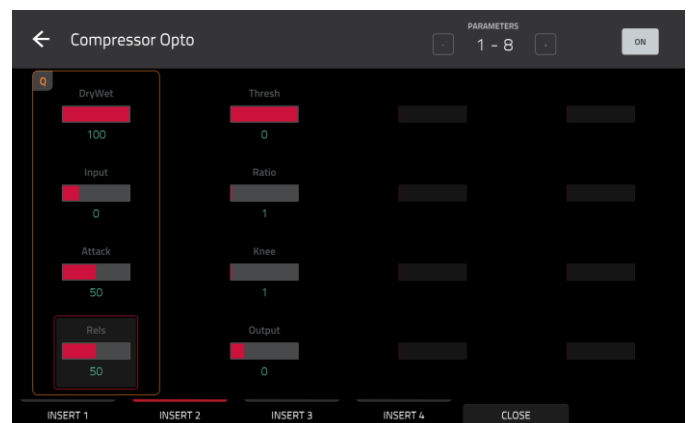 Compressor Opto
PARAMETERS
- 1 - 8 -
ON
Q
DryWet
100
Thresh
0
Input
0
Ratio
1
Attack
50
Knee
1
Rels
50
Output
0
INSERT 1
INSERT 2
INSERT 3
INSERT 4
CLOSE